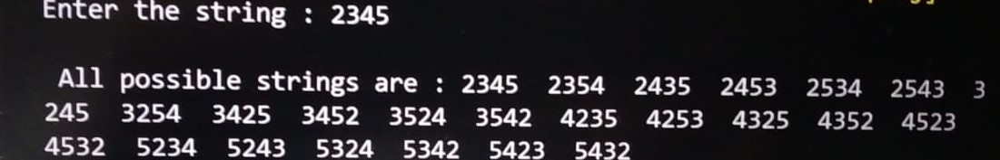 Enter the string : 2345
All possible strings are : 2345 2354 2435 2453 2534 2543 3
245 3254 3425 3452 3524 3542 4235 4253 4325 4352 4523
4532 5234 5243 5324 5342 5423 5432